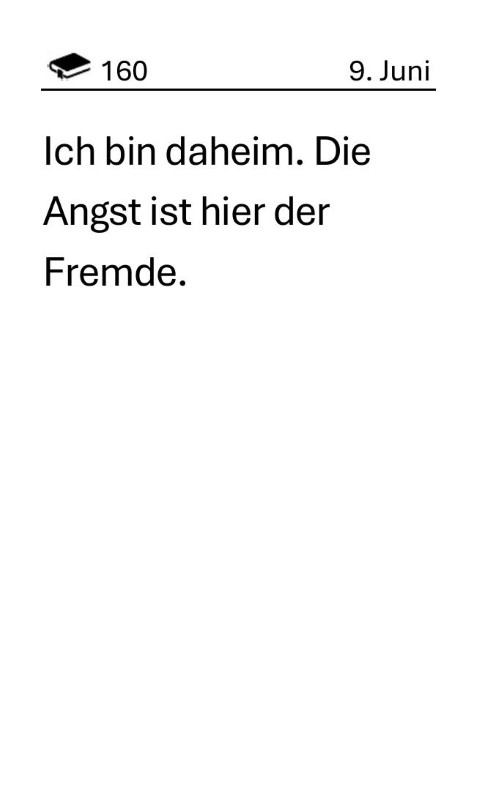 160 9. Juni
Ich bin daheim. Die
Angst ist hier der
Fremde.